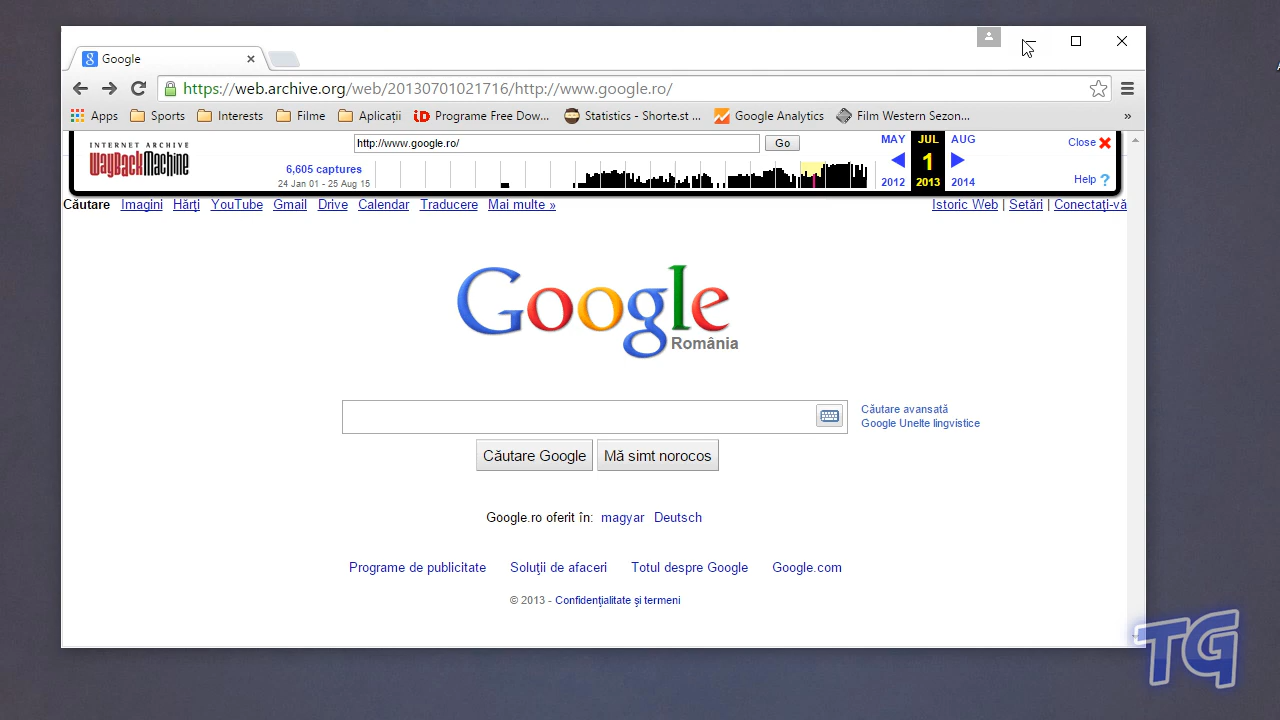 Google
https://web.archive.org/web/20130701021716/http://www.google.ro/
Apps Sports Interests Filme Aplicații Programe Free Dow... Statistics - Shorte.st ... Google Analytics Film Western Sezon... »
INTERNET ARCHIVE
WayBackMachine
http://www.google.ro/ Go
6,605 captures
24 Jan 01 - 25 Aug 15
MAY JUL AUG
1
2012 2013 2014
Close
Help ?
Căutare Imagini Hărţi YouTube Gmail Drive Calendar Traducere Mai multe »
Istoric Web | Setări | Conectaţi-vă
Google
România
Căutare avansată
Google Unelte lingvistice
Căutare Google Mă simt norocos
Google.ro oferit în: magyar Deutsch
Programe de publicitate Soluţii de afaceri Totul despre Google Google.com
© 2013 - Confidenţialitate şi termeni
TG